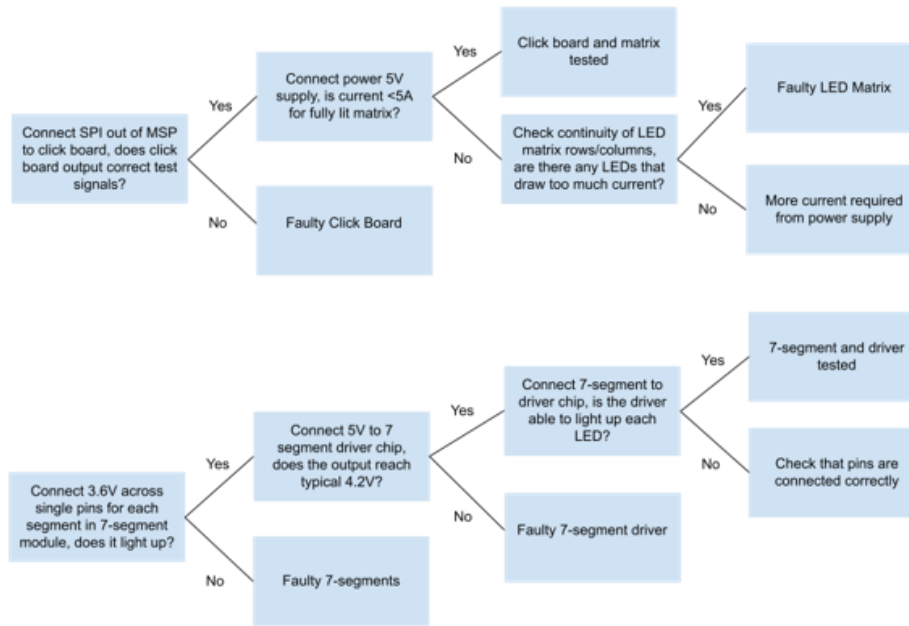 Connect SPI out of MSP
to click board, does click
board output correct test
signals?
Yes
No
Connect power 5V
supply, is current <5A
for fully lit matrix?
Faulty Click Board
Yes
No
Click board and matrix
tested
Check continuity of LED
matrix rows/columns,
are there any LEDs that
draw too much current?
Yes
No
Faulty LED Matrix
More current required
from power supply
Connect 3.6V across
single pins for each
segment in 7-segment
module, does it light up?
Yes
No
Connect 5V to 7
segment driver chip,
does the output reach
typical 4.2V?
Faulty 7-segments
Yes
No
Connect 7-segment to
driver chip, is the driver
able to light up each
LED?
Faulty 7-segment driver
Yes
No
7-segment and driver
tested
Check that pins are
connected correctly